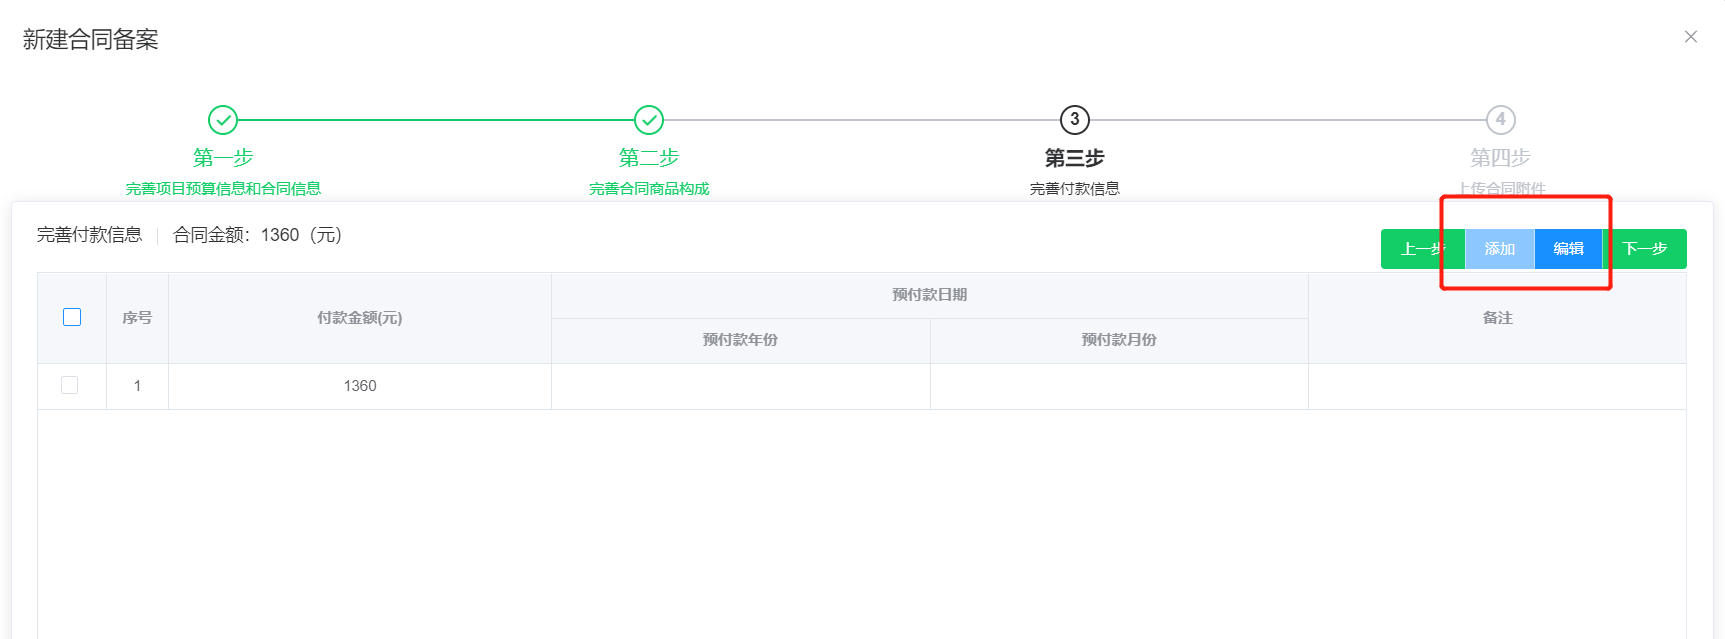 新建合同备案
3
4
第一步
第二步
第三步
第四步
完善项目预算信息和合同信息
完善合同商品构成
完善付款信息
上传合同附件
完善付款信息 合同金额：1360（元）
上一步 添加 编辑 下一步
序号 付款金额(元) 预付款日期 备注
预付款年份 预付款月份
1 1360